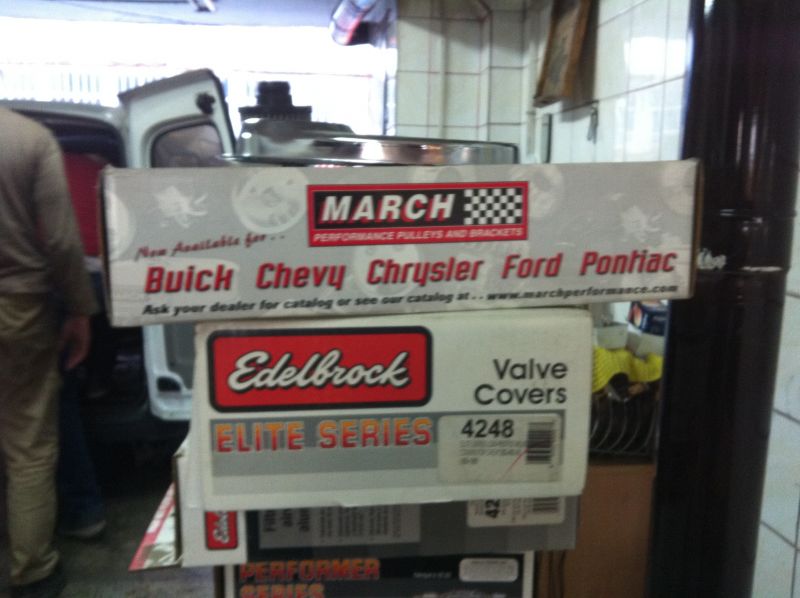 MARCH
PERFORMANCE PULLEYS AND BRACKETS
Now Available for . .
Buick Chevy Chrysler Ford Pontiac
Ask your dealer for catalog or see our catalog at . . www.marchperformance.com
Edelbrock
Valve
Covers
ELITE SERIES
4248
PERFORMER
SERIES